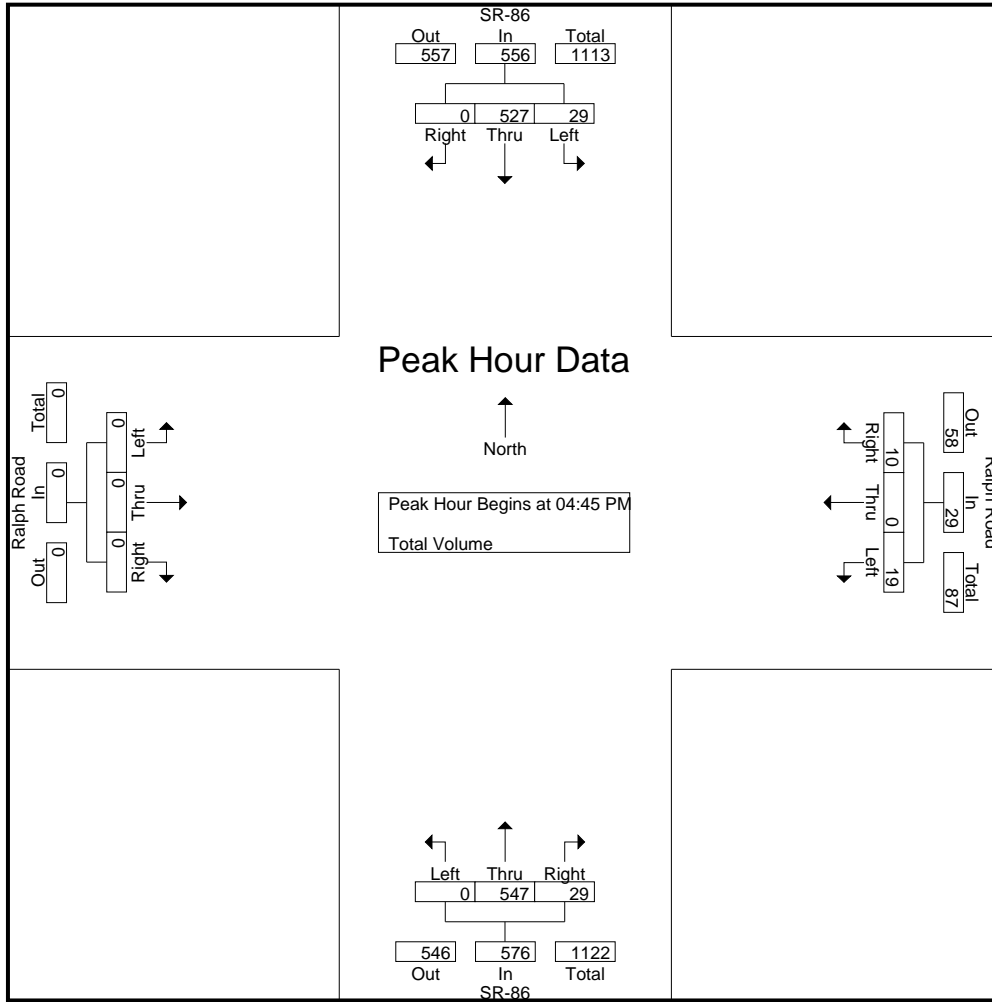 SR-86
Out In Total
557 556 1113
0 527 29
Right Thru Left
Peak Hour Data
North
Peak Hour Begins at 04:45 PM
Total Volume
Ralph Road
Total In Out
0 0 0
0 0 0
Left Thru Right
Right Thru Left
10 0 19
Out In Total
58 29 87
Ralph Road
Left Thru Right
0 547 29
546 576 1122
Out In Total
SR-86